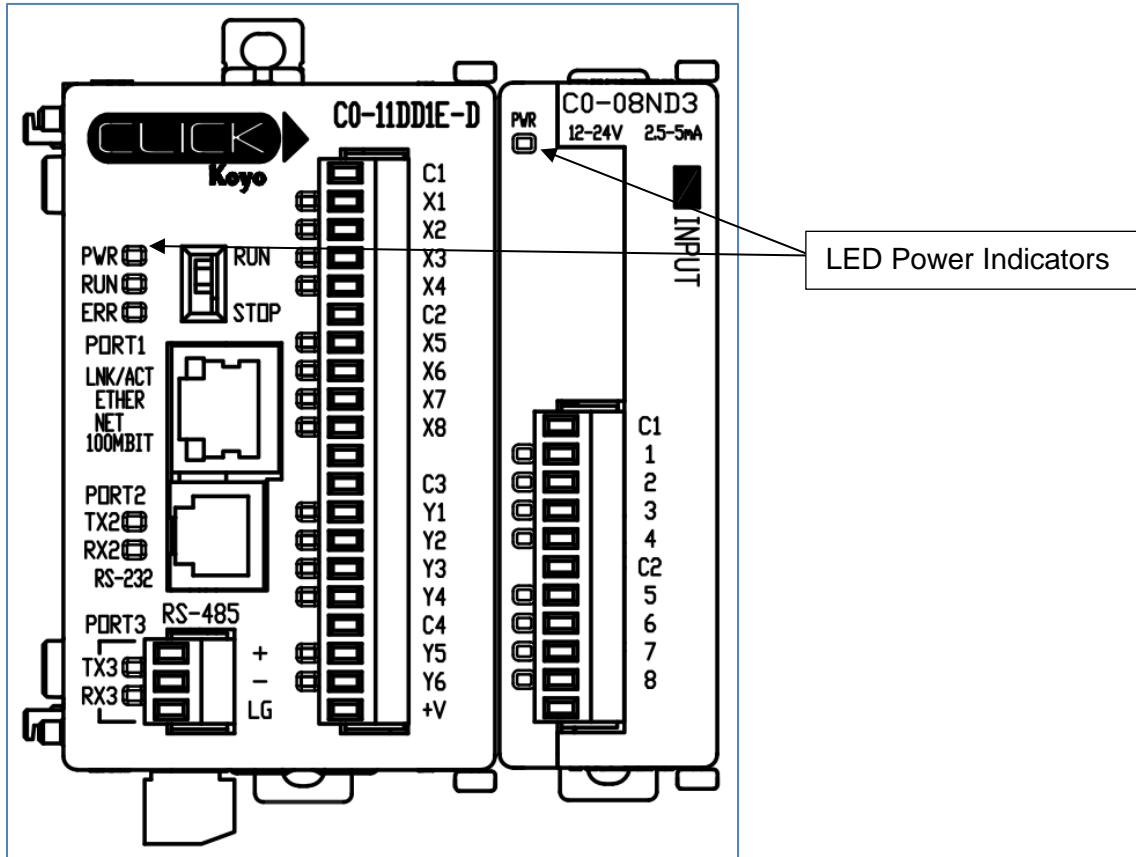 CLICK
Koyo
C0-11DD1E-D
PWR
RUN
ERR
RUN
STOP
PORT1
LNK/ACT
ETHER
NET
100MBIT
PORT2
TX2
RX2
RS-232
PORT3
RS-485
TX3
RX3
+
-
LG
C1
X1
X2
X3
X4
C2
X5
X6
X7
X8
C3
Y1
Y2
Y3
Y4
C4
Y5
Y6
+V
PWR
C0-08ND3
12-24V 2.5-5mA
INPUT
C1
1
2
3
4
C2
5
6
7
8
LED Power Indicators